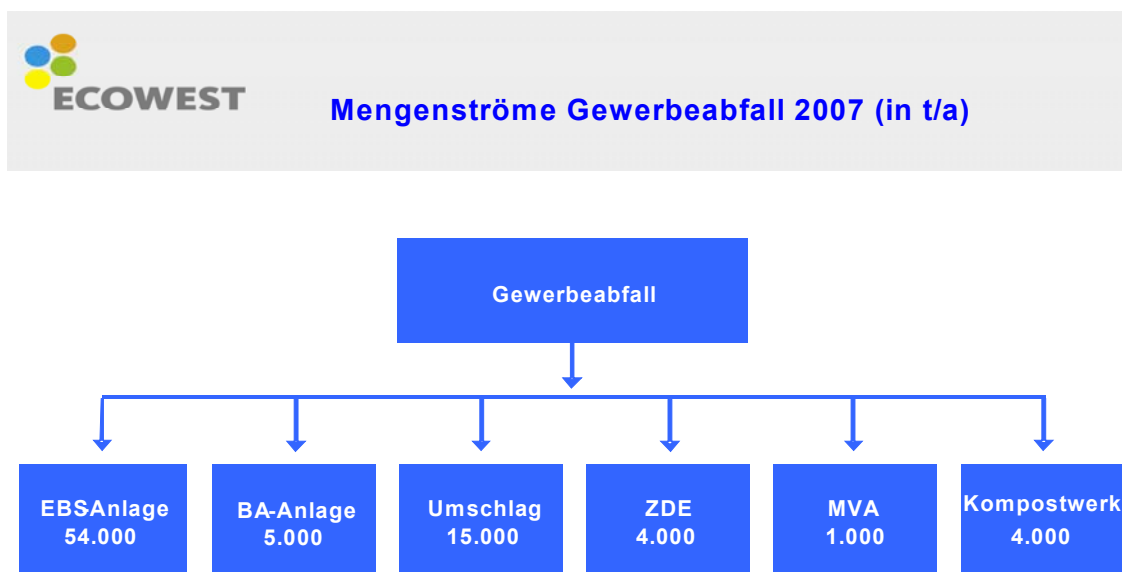 ECOWEST
Mengenströme Gewerbeabfall 2007 (in t/a)
Gewerbeabfall
EBSAnlage
54.000
BA-Anlage
5.000
Umschlag
15.000
ZDE
4.000
MVA
1.000
Kompostwerk
4.000